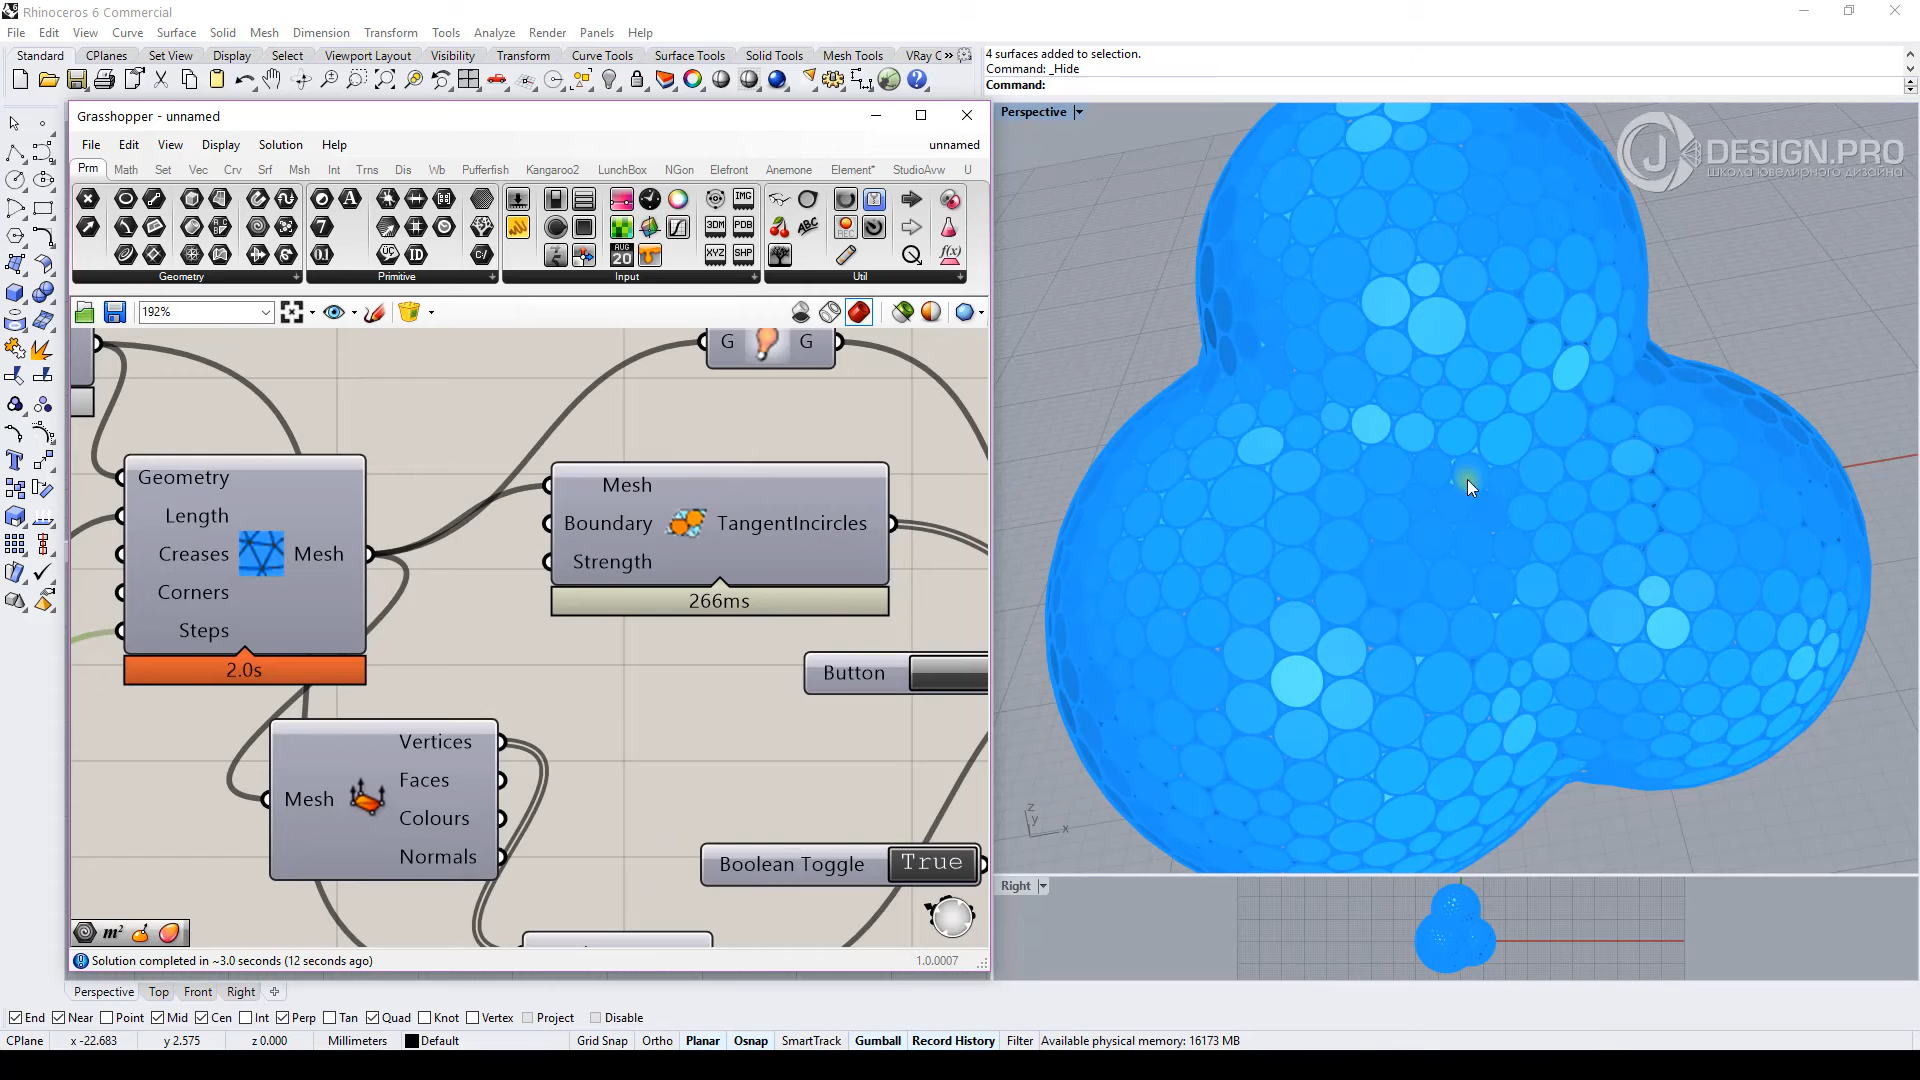 Rhinoceros 6 Commercial
File Edit View Curve Surface Solid Mesh Dimension Transform Tools Analyze Render Panels Help
Standard CPlanes Set View Display Select Viewport Layout Visibility Transform Curve Tools Surface Tools Solid Tools Mesh Tools VRay C »
4 surfaces added to selection.
Command: _Hide
Command:
Grasshopper - unnamed
File Edit View Display Solution Help unnamed
Prm Math Set Vec Crv Srf Msh Int Trns Dis Wb Pufferfish Kangaroo2 LunchBox NGon Elefront Anemone Element* StudioAvw U
Geometry Primitive Input Util
192%
G G
Geometry
Length
Creases Mesh
Corners
Steps
2.0s
Mesh
Boundary TangentIncircles
Strength
266ms
Button
Vertices
Faces
Mesh
Colours
Normals
Boolean Toggle True
m²
Solution completed in ~3.0 seconds (12 seconds ago) 1.0.0007
Perspective
JK DESIGN.PRO
школа ювелирного дизайна
z
y
x
Right
Perspective Top Front Right
End Near Point Mid Cen Int Perp Tan Quad Knot Vertex Project Disable
CPlane x -22.683 y 2.575 z 0.000 Millimeters Default Grid Snap Ortho Planar Osnap SmartTrack Gumball Record History Filter Available physical memory: 16173 MB